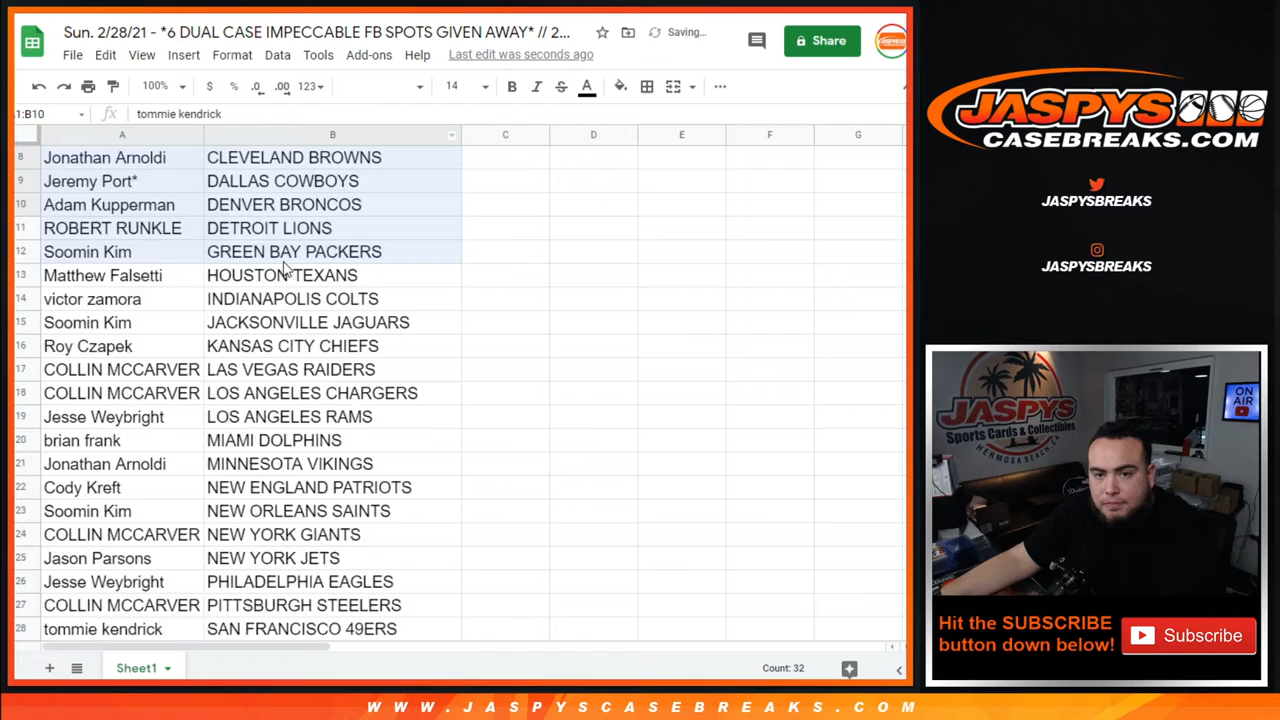 Sun. 2/28/21 - *6 DUAL CASE IMPECCABLE FB SPOTS GIVEN AWAY* // 2...
Saving...
Share
File Edit View Insert Format Data Tools Add-ons Help Last edit was seconds ago
100% $ % .0 .00 123 14 B I S A
1:B10 fx tommie kendrick
A B C D E F G
8 Jonathan Arnoldi CLEVELAND BROWNS
9 Jeremy Port* DALLAS COWBOYS
10 Adam Kupperman DENVER BRONCOS
11 ROBERT RUNKLE DETROIT LIONS
12 Soomin Kim GREEN BAY PACKERS
13 Matthew Falsetti HOUSTON TEXANS
14 victor zamora INDIANAPOLIS COLTS
15 Soomin Kim JACKSONVILLE JAGUARS
16 Roy Czapek KANSAS CITY CHIEFS
17 COLLIN MCCARVER LAS VEGAS RAIDERS
18 COLLIN MCCARVER LOS ANGELES CHARGERS
19 Jesse Weybright LOS ANGELES RAMS
20 brian frank MIAMI DOLPHINS
21 Jonathan Arnoldi MINNESOTA VIKINGS
22 Cody Kreft NEW ENGLAND PATRIOTS
23 Soomin Kim NEW ORLEANS SAINTS
24 COLLIN MCCARVER NEW YORK GIANTS
25 Jason Parsons NEW YORK JETS
26 Jesse Weybright PHILADELPHIA EAGLES
27 COLLIN MCCARVER PITTSBURGH STEELERS
28 tommie kendrick SAN FRANCISCO 49ERS
Sheet1
Count: 32
JASPYS
CASEBREAKS.COM
JASPYSBREAKS
JASPYSBREAKS
JASPYS
Sports Cards & Collectibles
HERMOSA BEACH, CA
ON AIR
Hit the SUBSCRIBE
button down below!
Subscribe
WWW.JASPYSCASEBREAKS.COM